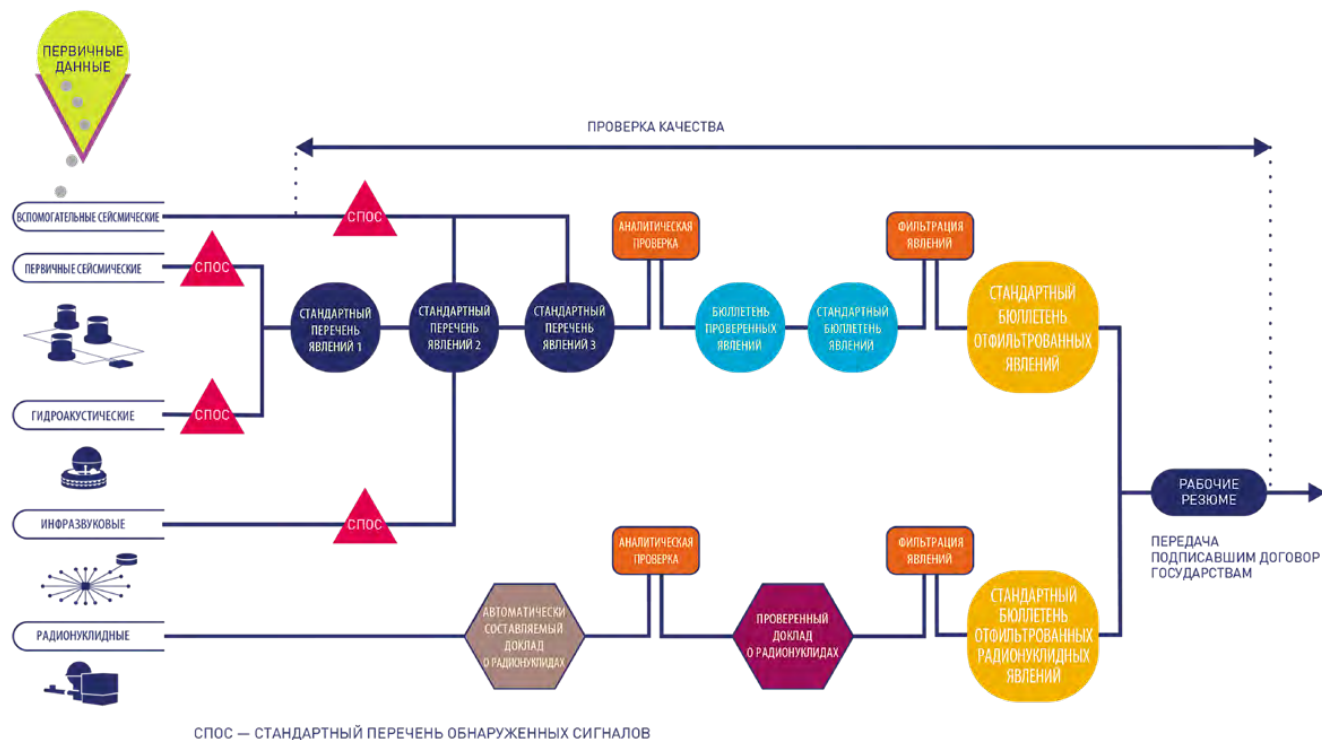 ПЕРВИЧНЫЕ
ДАННЫЕ
ПРОВЕРКА КАЧЕСТВА
ВСПОМОГАТЕЛЬНЫЕ СЕЙСМИЧЕСКИЕ
СПОС
АНАЛИТИЧЕСКАЯ
ПРОВЕРКА
ФИЛЬТРАЦИЯ
ЯВЛЕНИЙ
ПЕРВИЧНЫЕ СЕЙСМИЧЕСКИЕ
СПОС
СТАНДАРТНЫЙ
ПЕРЕЧЕНЬ
ЯВЛЕНИЙ 1
СТАНДАРТНЫЙ
ПЕРЕЧЕНЬ
ЯВЛЕНИЙ 2
СТАНДАРТНЫЙ
ПЕРЕЧЕНЬ
ЯВЛЕНИЙ 3
БЮЛЛЕТЕНЬ
ПРОВЕРЕННЫХ
ЯВЛЕНИЙ
СТАНДАРТНЫЙ
БЮЛЛЕТЕНЬ
ЯВЛЕНИЙ
СТАНДАРТНЫЙ
БЮЛЛЕТЕНЬ
ОТФИЛЬТРОВАННЫХ
ЯВЛЕНИЙ
ГИДРОАКУСТИЧЕСКИЕ
СПОС
ИНФРАЗВУКОВЫЕ
СПОС
АНАЛИТИЧЕСКАЯ
ПРОВЕРКА
ФИЛЬТРАЦИЯ
ЯВЛЕНИЙ
РАБОЧИЕ
РЕЗЮМЕ
ПЕРЕДАЧА
ПОДПИСАВШИМ ДОГОВОР
ГОСУДАРСТВАМ
РАДИОНУКЛИДНЫЕ
АВТОМАТИЧЕСКИ
СОСТАВЛЯЕМЫЙ
ДОКЛАД
О РАДИОНУКЛИДАХ
ПРОВЕРЕННЫЙ
ДОКЛАД
О РАДИОНУКЛИДАХ
СТАНДАРТНЫЙ
БЮЛЛЕТЕНЬ
ОТФИЛЬТРОВАННЫХ
РАДИОНУКЛИДНЫХ
ЯВЛЕНИЙ
СПОС — СТАНДАРТНЫЙ ПЕРЕЧЕНЬ ОБНАРУЖЕННЫХ СИГНАЛОВ